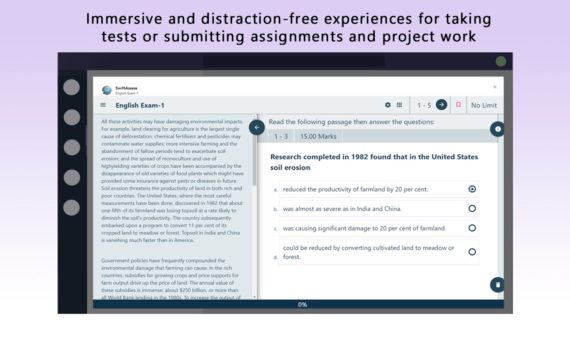 Immersive and distraction-free experiences for taking
tests or submitting assignments and project work
SwiftAssess
English Exam-1
English Exam-1
1 - 5
No Limit
All these activities may have damaging environmental impacts.
For example, land clearing for agriculture is the largest single
cause of deforestation; chemical fertilisers and pesticides may
contaminate water supplies; more intensive farming and the
abandonment of fallow periods tend to exacerbate soil
erosion; and the spread of monoculture and use of
highyielding varieties of crops have been accompanied by the
disappearance of old varieties of food plants which might have
provided some insurance against pests or diseases in future.
Soil erosion threatens the productivity of land in both rich and
poor countries. The United States, where the most careful
measurements have been done, discovered in 1982 that about
one-fifth of its farmland was losing topsoil at a rate likely to
diminish the soil's productivity. The country subsequently
embarked upon a program to convert 11 per cent of its
cropped land to meadow or forest. Topsoil in India and China
is vanishing much faster than in America.
Government policies have frequently compounded the
environmental damage that farming can cause. In the rich
countries, subsidies for growing crops and price supports for
farm output drive up the price of land. The annual value of
these subsidies is immense: about $250 billion, or more than
all World Bank lending in the 1980s. To increase the output of
Read the following passage then answer the questions:
1 - 3
15.00 Marks
Research completed in 1982 found that in the United States
soil erosion
a. reduced the productivity of farmland by 20 per cent.
b. was almost as severe as in India and China.
c. was causing significant damage to 20 per cent of farmland.
could be reduced by converting cultivated land to meadow or
d. forest.
0%